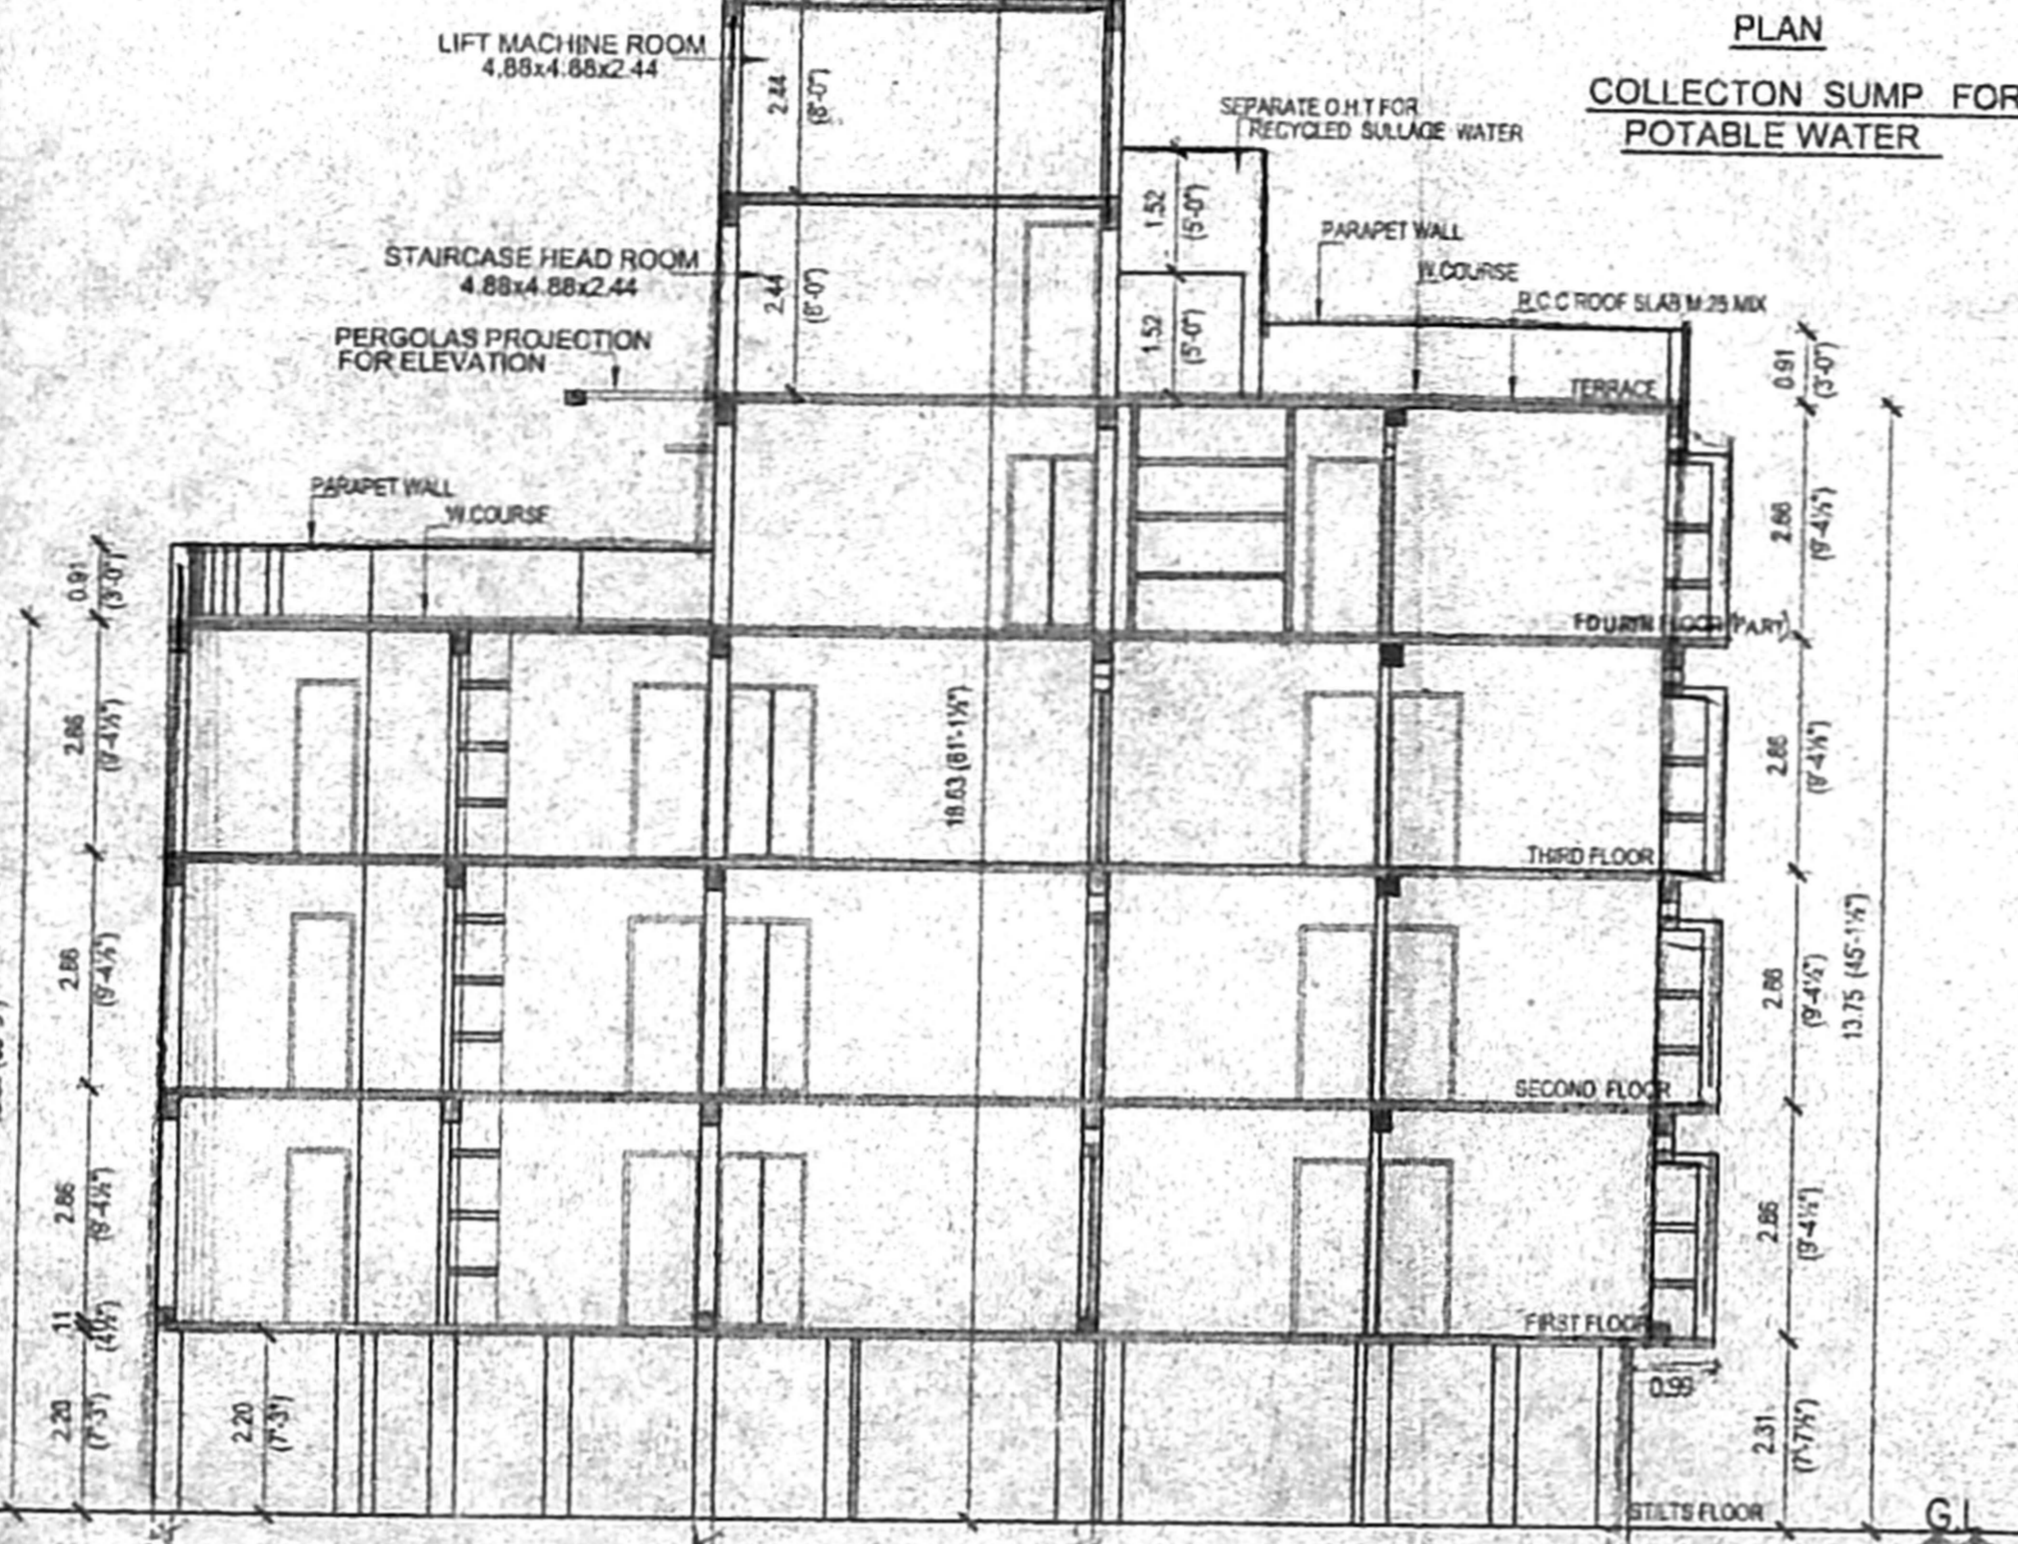 PLAN
COLLECTON SUMP FOR
POTABLE WATER
LIFT MACHINE ROOM
4.88x4.88x2.44
2.44
(8'-0")
SEPARATE O.H.T FOR
RECYCLED SULLAGE WATER
1.52
(5'-0")
PARAPET WALL
W.COURSE
R.C.C ROOF SLAB M.25 MIX
STAIRCASE HEAD ROOM
4.88x4.88x2.44
2.44
(8'-0")
1.52
(5'-0")
PERGOLAS PROJECTION
FOR ELEVATION
TERRACE
0.91
(3'-0")
PARAPET WALL
W.COURSE
0.91
(3'-0")
2.86
(9'-4½")
FOURTH FLOOR (PART)
2.86
(9'-4½")
18.63 (61'-1½")
2.86
(9'-4½")
THIRD FLOOR
2.86
(9'-4½")
2.86
(9'-4½")
13.75 (45'-1½")
SECOND FLOOR
2.86
(9'-4½")
2.86
(9'-4½")
11
(4½")
FIRST FLOOR
0.99
2.20
(7'-3")
2.20
(7'-3")
2.31
(7'-7½")
STILTS FLOOR
G.L